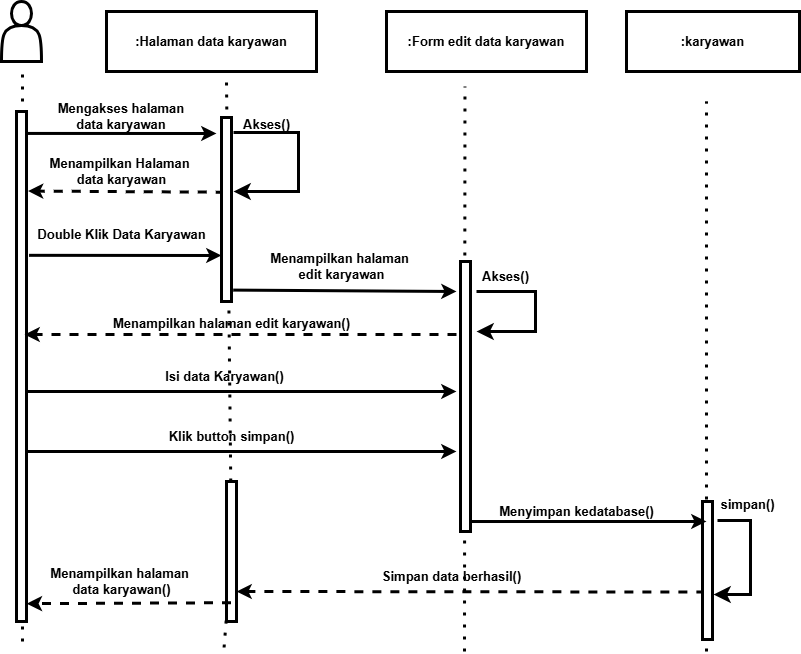 :Halaman data karyawan
:Form edit data karyawan
:karyawan
Mengakses halaman
data karyawan
Akses()
Menampilkan Halaman
data karyawan
Double Klik Data Karyawan
Menampilkan halaman
edit karyawan
Akses()
Menampilkan halaman edit karyawan()
Isi data Karyawan()
Klik button simpan()
Menyimpan kedatabase()
simpan()
Menampilkan halaman
data karyawan()
Simpan data berhasil()